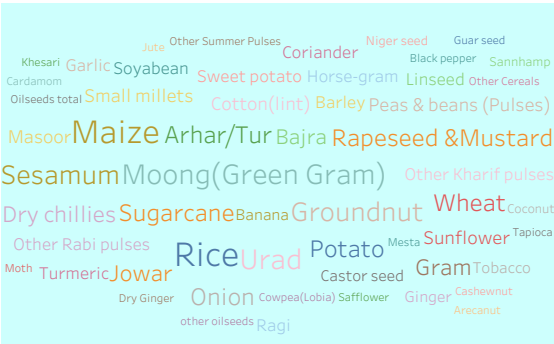 Jute Other Summer Pulses Coriander Niger seed Guar seed
Khesari Garlic Soyabean Black pepper Sannhamp
Cardamom Sweet potato Horse-gram Linseed Other Cereals
Oilseeds total Small millets Cotton(lint) Barley Peas & beans (Pulses)
Masoor Maize Arhar/Tur Bajra Rapeseed &Mustard
Sesamum Moong(Green Gram) Other Kharif pulses
Dry chillies Sugarcane Banana Groundnut Wheat Coconut
Other Rabi pulses Rice Urad Potato Mesta Sunflower Tapioca
Moth Turmeric Jowar Castor seed Gram Tobacco
Dry Ginger Onion Cowpea(Lobia) Safflower Ginger Cashewnut
Arecanut
other oilseeds Ragi